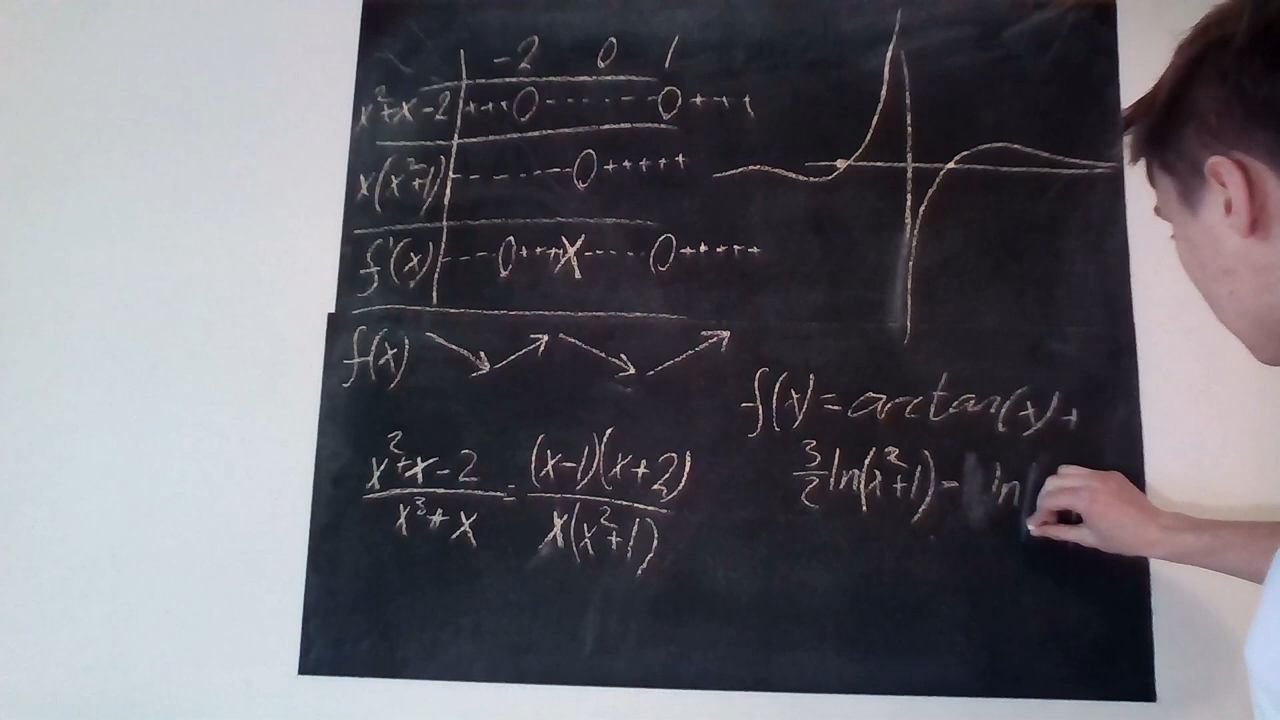 -2 0 1
x²+x-2 ++++0-------0++++
x(x²+1) --------0+++++
f'(x) ----0++++X-----0+++++
f(x) ↘ ↗ ↘ ↗
f(x)=arctan(x)+
3/2 ln(x²+1)- ln
x²+x-2/x³+x = (x-1)(x+2)/x(x²+1)